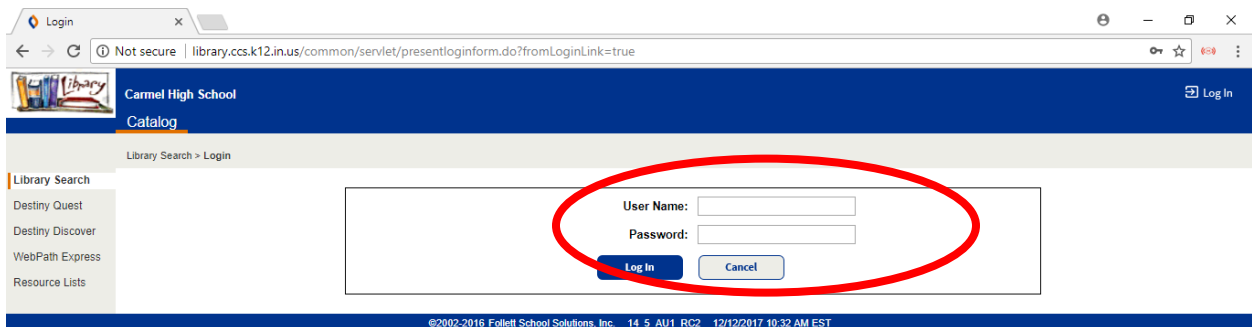 Login
Not secure | library.ccs.k12.in.us/common/servlet/presentloginform.do?fromLoginLink=true
Library
Carmel High School
Log In
Catalog
Library Search > Login
Library Search
Destiny Quest
Destiny Discover
WebPath Express
Resource Lists
User Name:
Password:
Log In Cancel
©2002-2016 Follett School Solutions, Inc. 14_5_AU1_RC2 12/12/2017 10:32 AM EST